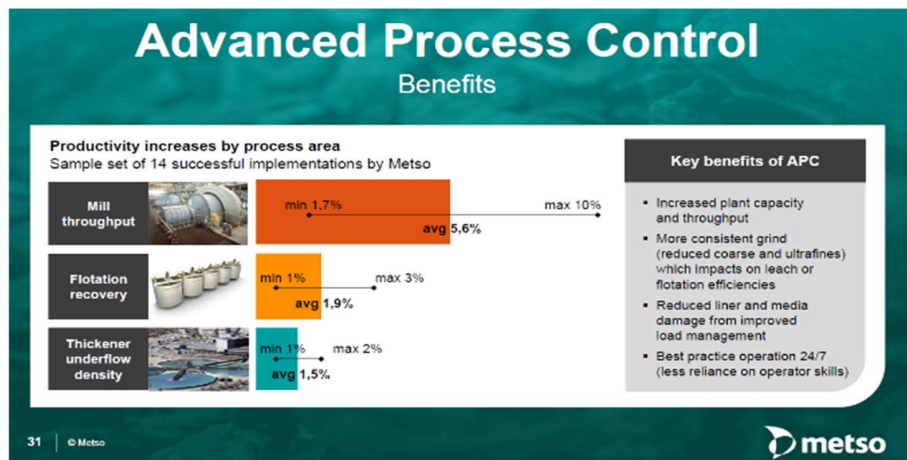 Advanced Process Control
Benefits
Productivity increases by process area
Sample set of 14 successful implementations by Metso
Mill
throughput
min 1,7%
max 10%
avg 5,6%
Flotation
recovery
min 1%
max 3%
avg 1,9%
Thickener
underflow
density
min 1%
max 2%
avg 1,5%
Key benefits of APC
▪ Increased plant capacity
and throughput
▪ More consistent grind
(reduced coarse and ultrafines)
which impacts on leach or
flotation efficiencies
▪ Reduced liner and media
damage from improved
load management
▪ Best practice operation 24/7
(less reliance on operator skills)
31 | © Metso
metso